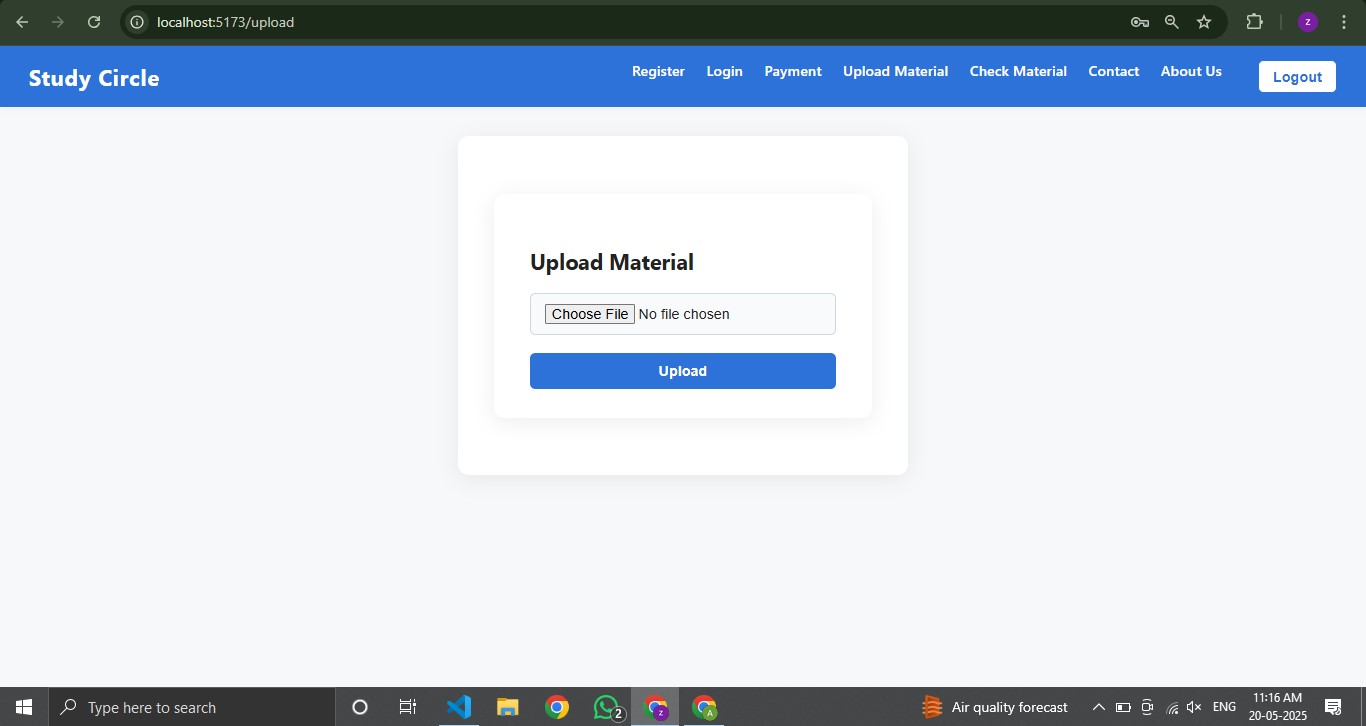 localhost:5173/upload
z
Study Circle
Register Login Payment Upload Material Check Material Contact About Us Logout
Upload Material
Choose File No file chosen
Upload
Type here to search
2
z
A
Air quality forecast
ENG
11:16 AM
20-05-2025